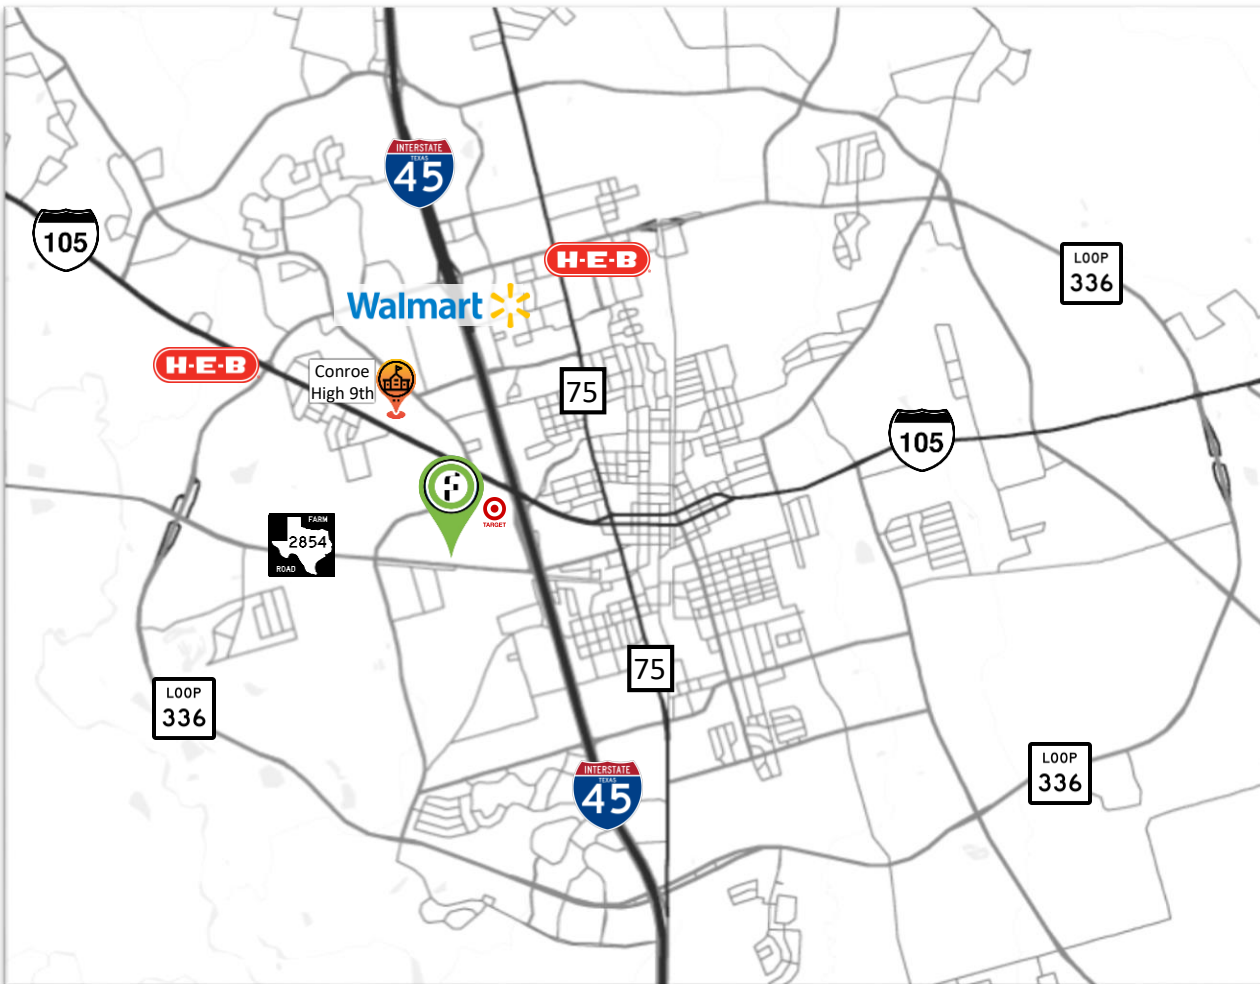 INTERSTATE
TEXAS
45
105
H-E-B
LOOP
336
Walmart
H-E-B
Conroe
High 9th
75
105
f
TARGET
FARM
2854
ROAD
75
LOOP
336
LOOP
336
INTERSTATE
TEXAS
45